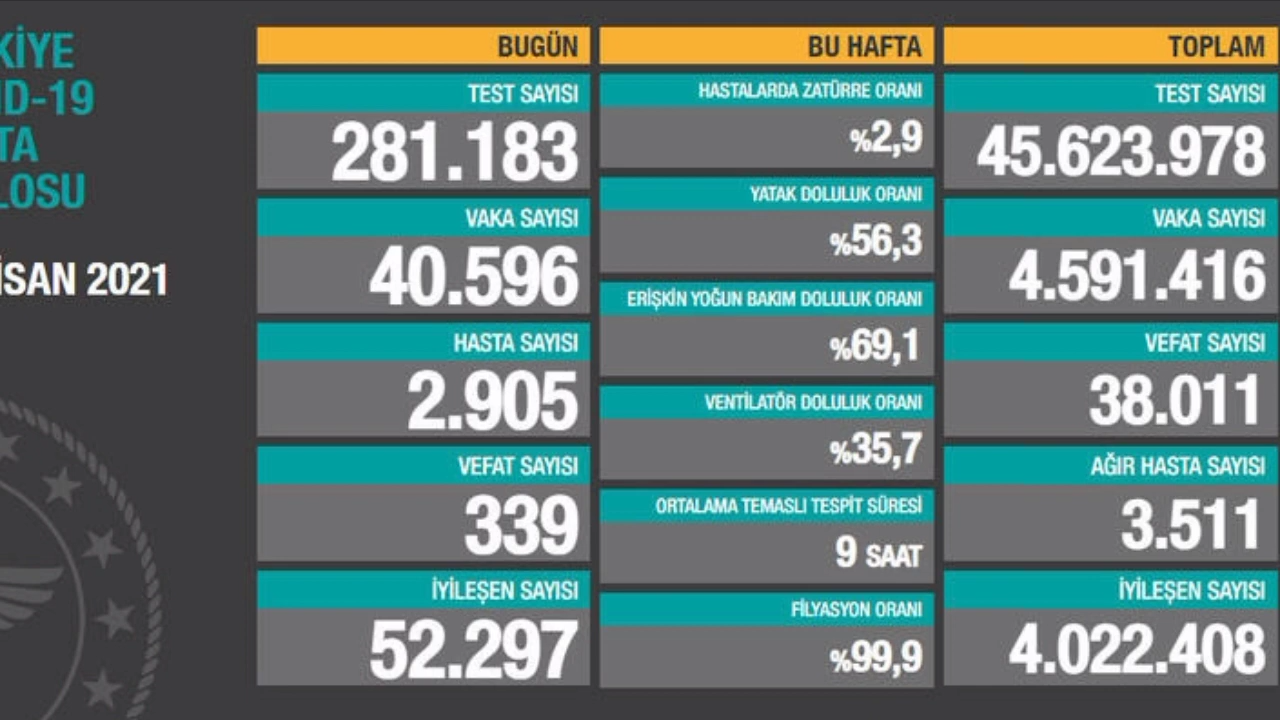 KİYE
ID-19
TA
LOSU
İSAN 2021
BUGÜN
TEST SAYISI
281.183
VAKA SAYISI
40.596
HASTA SAYISI
2.905
VEFAT SAYISI
339
İYİLEŞEN SAYISI
52.297
BU HAFTA
HASTALARDA ZATÜRRE ORANI
%2,9
YATAK DOLULUK ORANI
%56,3
ERİŞKİN YOĞUN BAKIM DOLULUK ORANI
%69,1
VENTİLATÖR DOLULUK ORANI
%35,7
ORTALAMA TEMASLI TESPİT SÜRESİ
9 SAAT
FİLYASYON ORANI
%99,9
TOPLAM
TEST SAYISI
45.623.978
VAKA SAYISI
4.591.416
VEFAT SAYISI
38.011
AĞIR HASTA SAYISI
3.511
İYİLEŞEN SAYISI
4.022.408